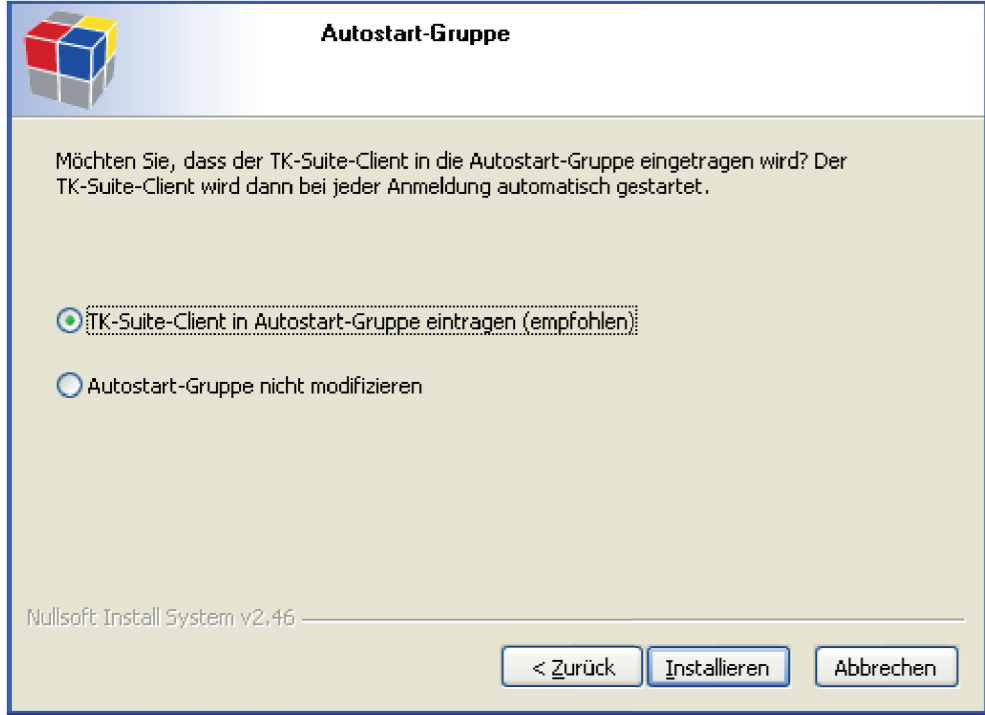 Autostart-Gruppe
Möchten Sie, dass der TK-Suite-Client in die Autostart-Gruppe eingetragen wird? Der
TK-Suite-Client wird dann bei jeder Anmeldung automatisch gestartet.
TK-Suite-Client in Autostart-Gruppe eintragen (empfohlen)
Autostart-Gruppe nicht modifizieren
Nullsoft Install System v2.46
< Zurück Installieren Abbrechen